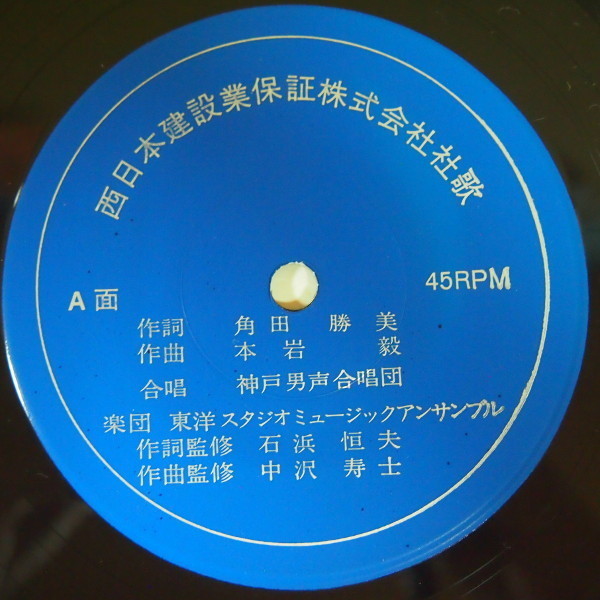 西日本建設業保証株式会社社歌
A面
45RPM
作詞 角田 勝美
作曲 本岩 毅
合唱 神戸男声合唱団
楽団 東洋スタジオミュージックアンサンブル
作詞監修 石浜恒夫
作曲監修 中沢寿士